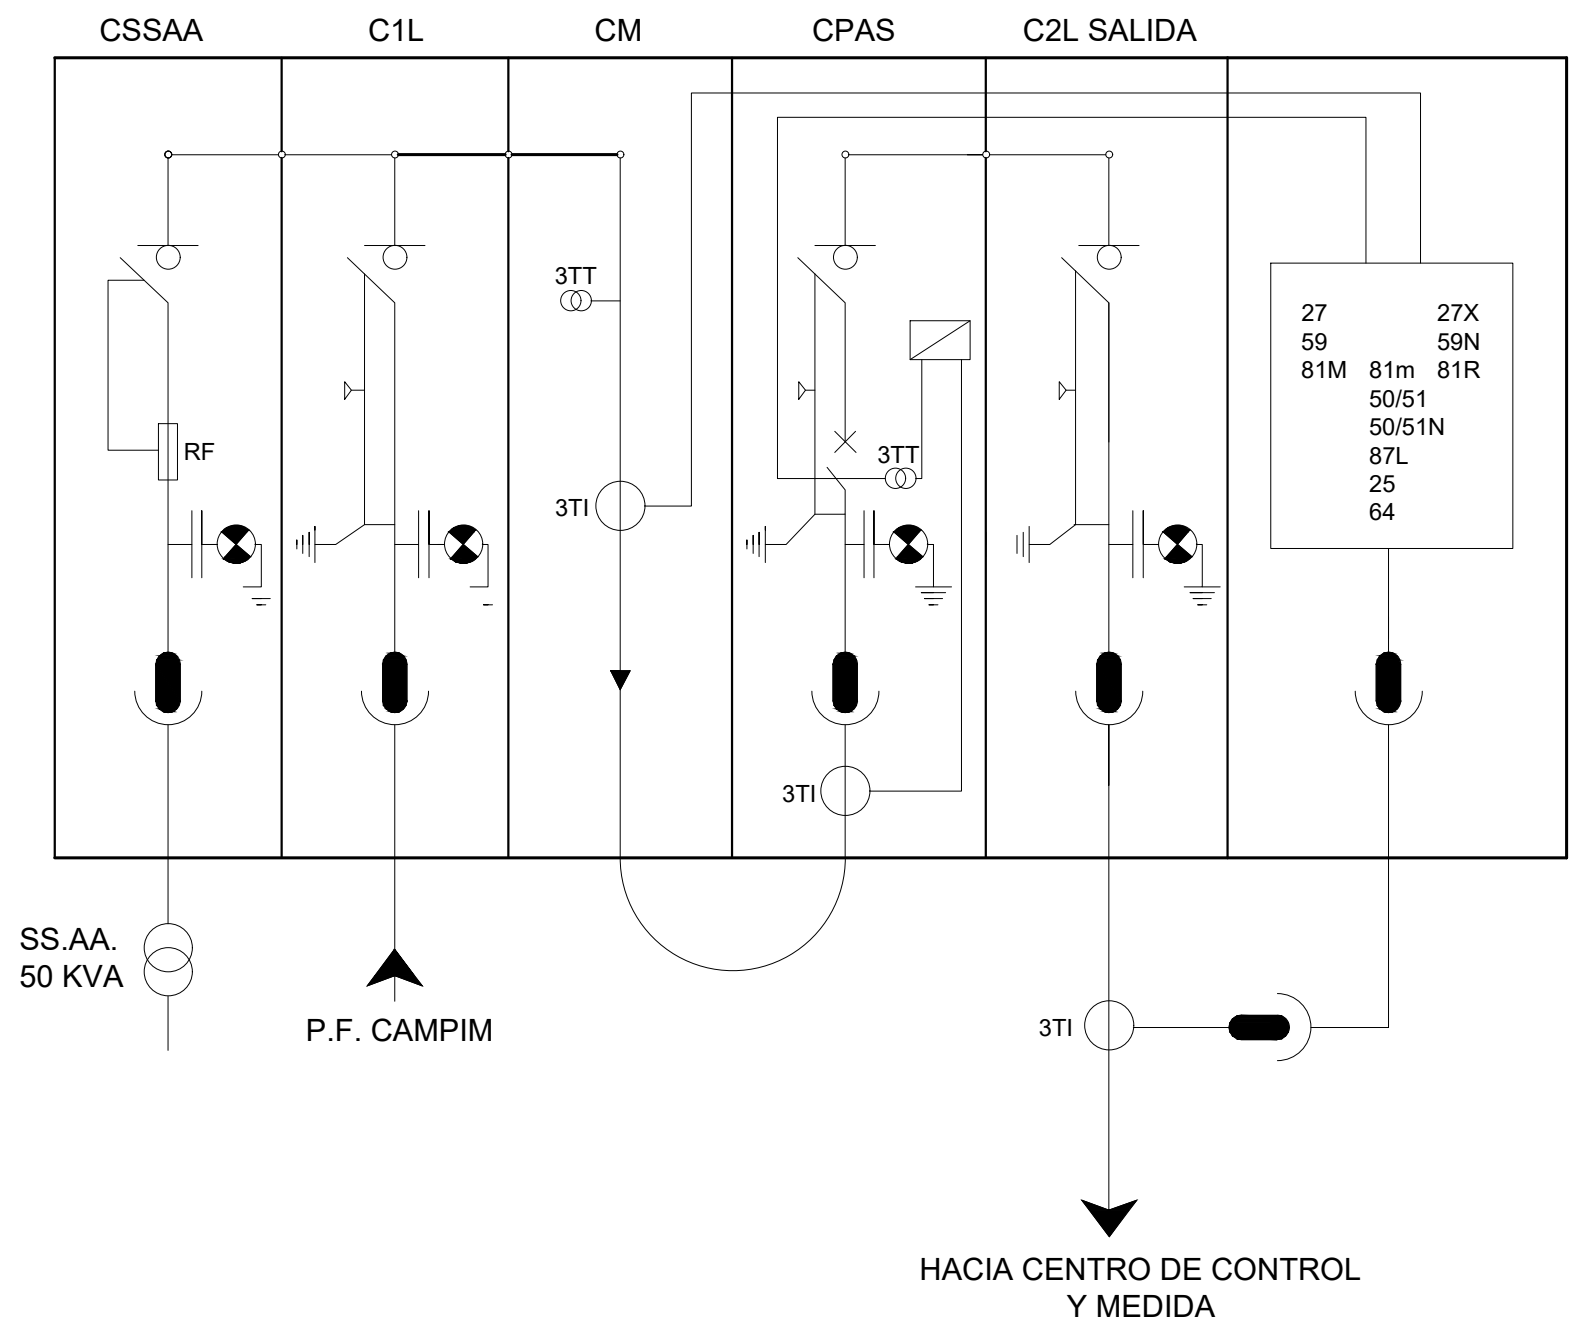 CSSAA
C1L
CM
CPAS
C2L SALIDA
3TT
27 27X
59 59N
81M 81m 81R
50/51
50/51N
87L
25
64
RF
3TT
3TI
3TI
SS.AA.
50 KVA
P.F. CAMPIM
3TI
HACIA CENTRO DE CONTROL
Y MEDIDA